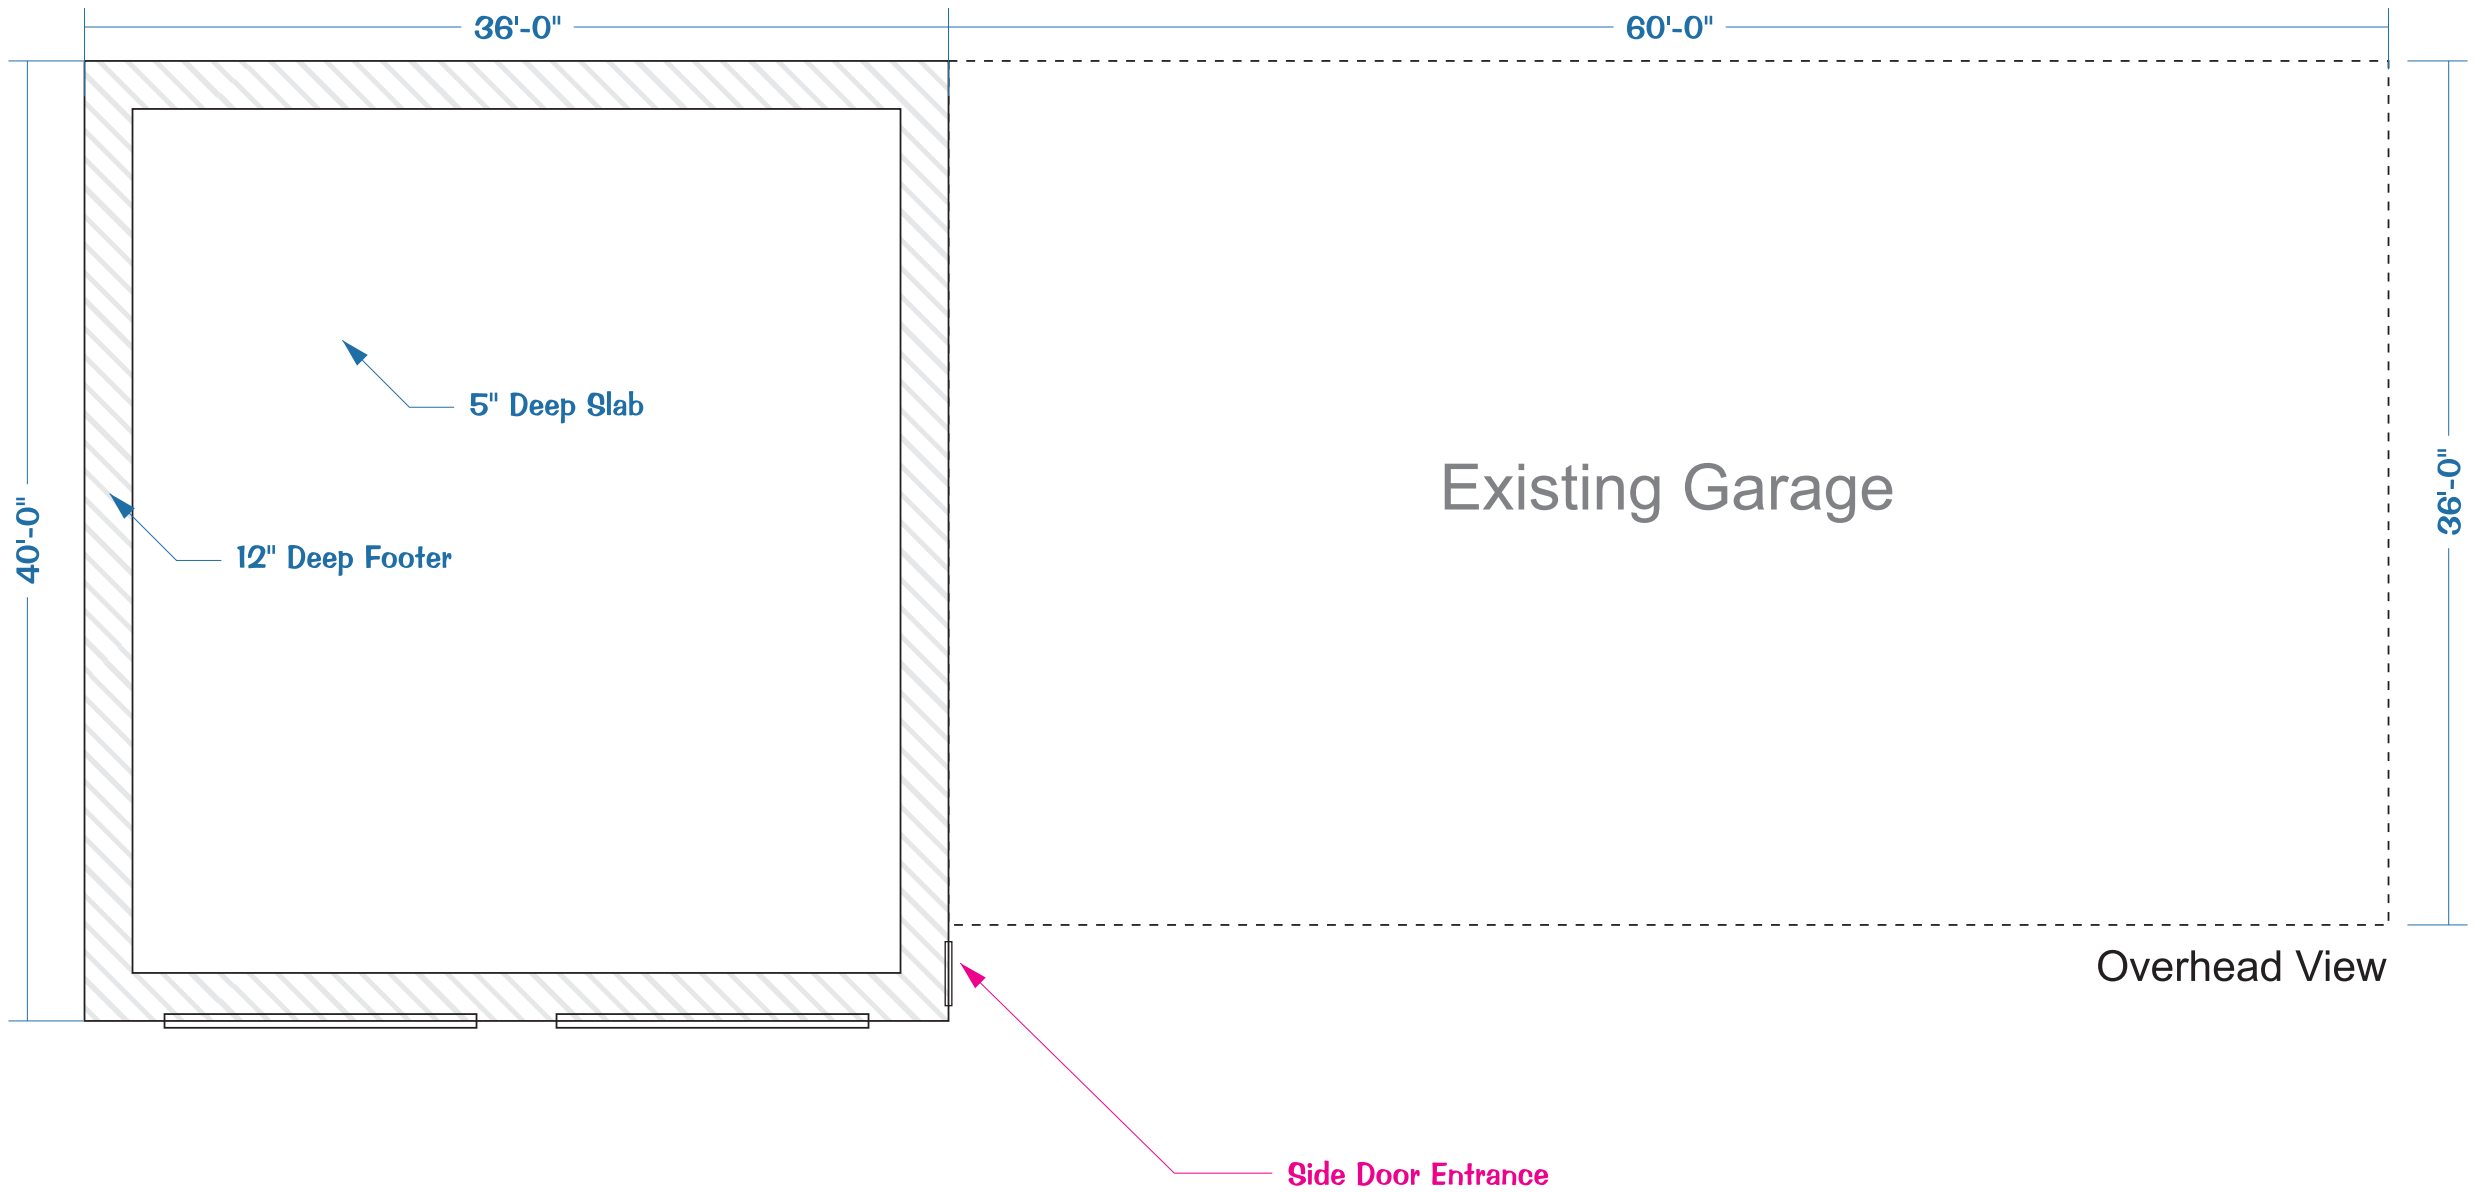 36'-0"
60'-0"
5" Deep Slab
Existing Garage
36'-0"
40'-0"
12" Deep Footer
Overhead View
Side Door Entrance